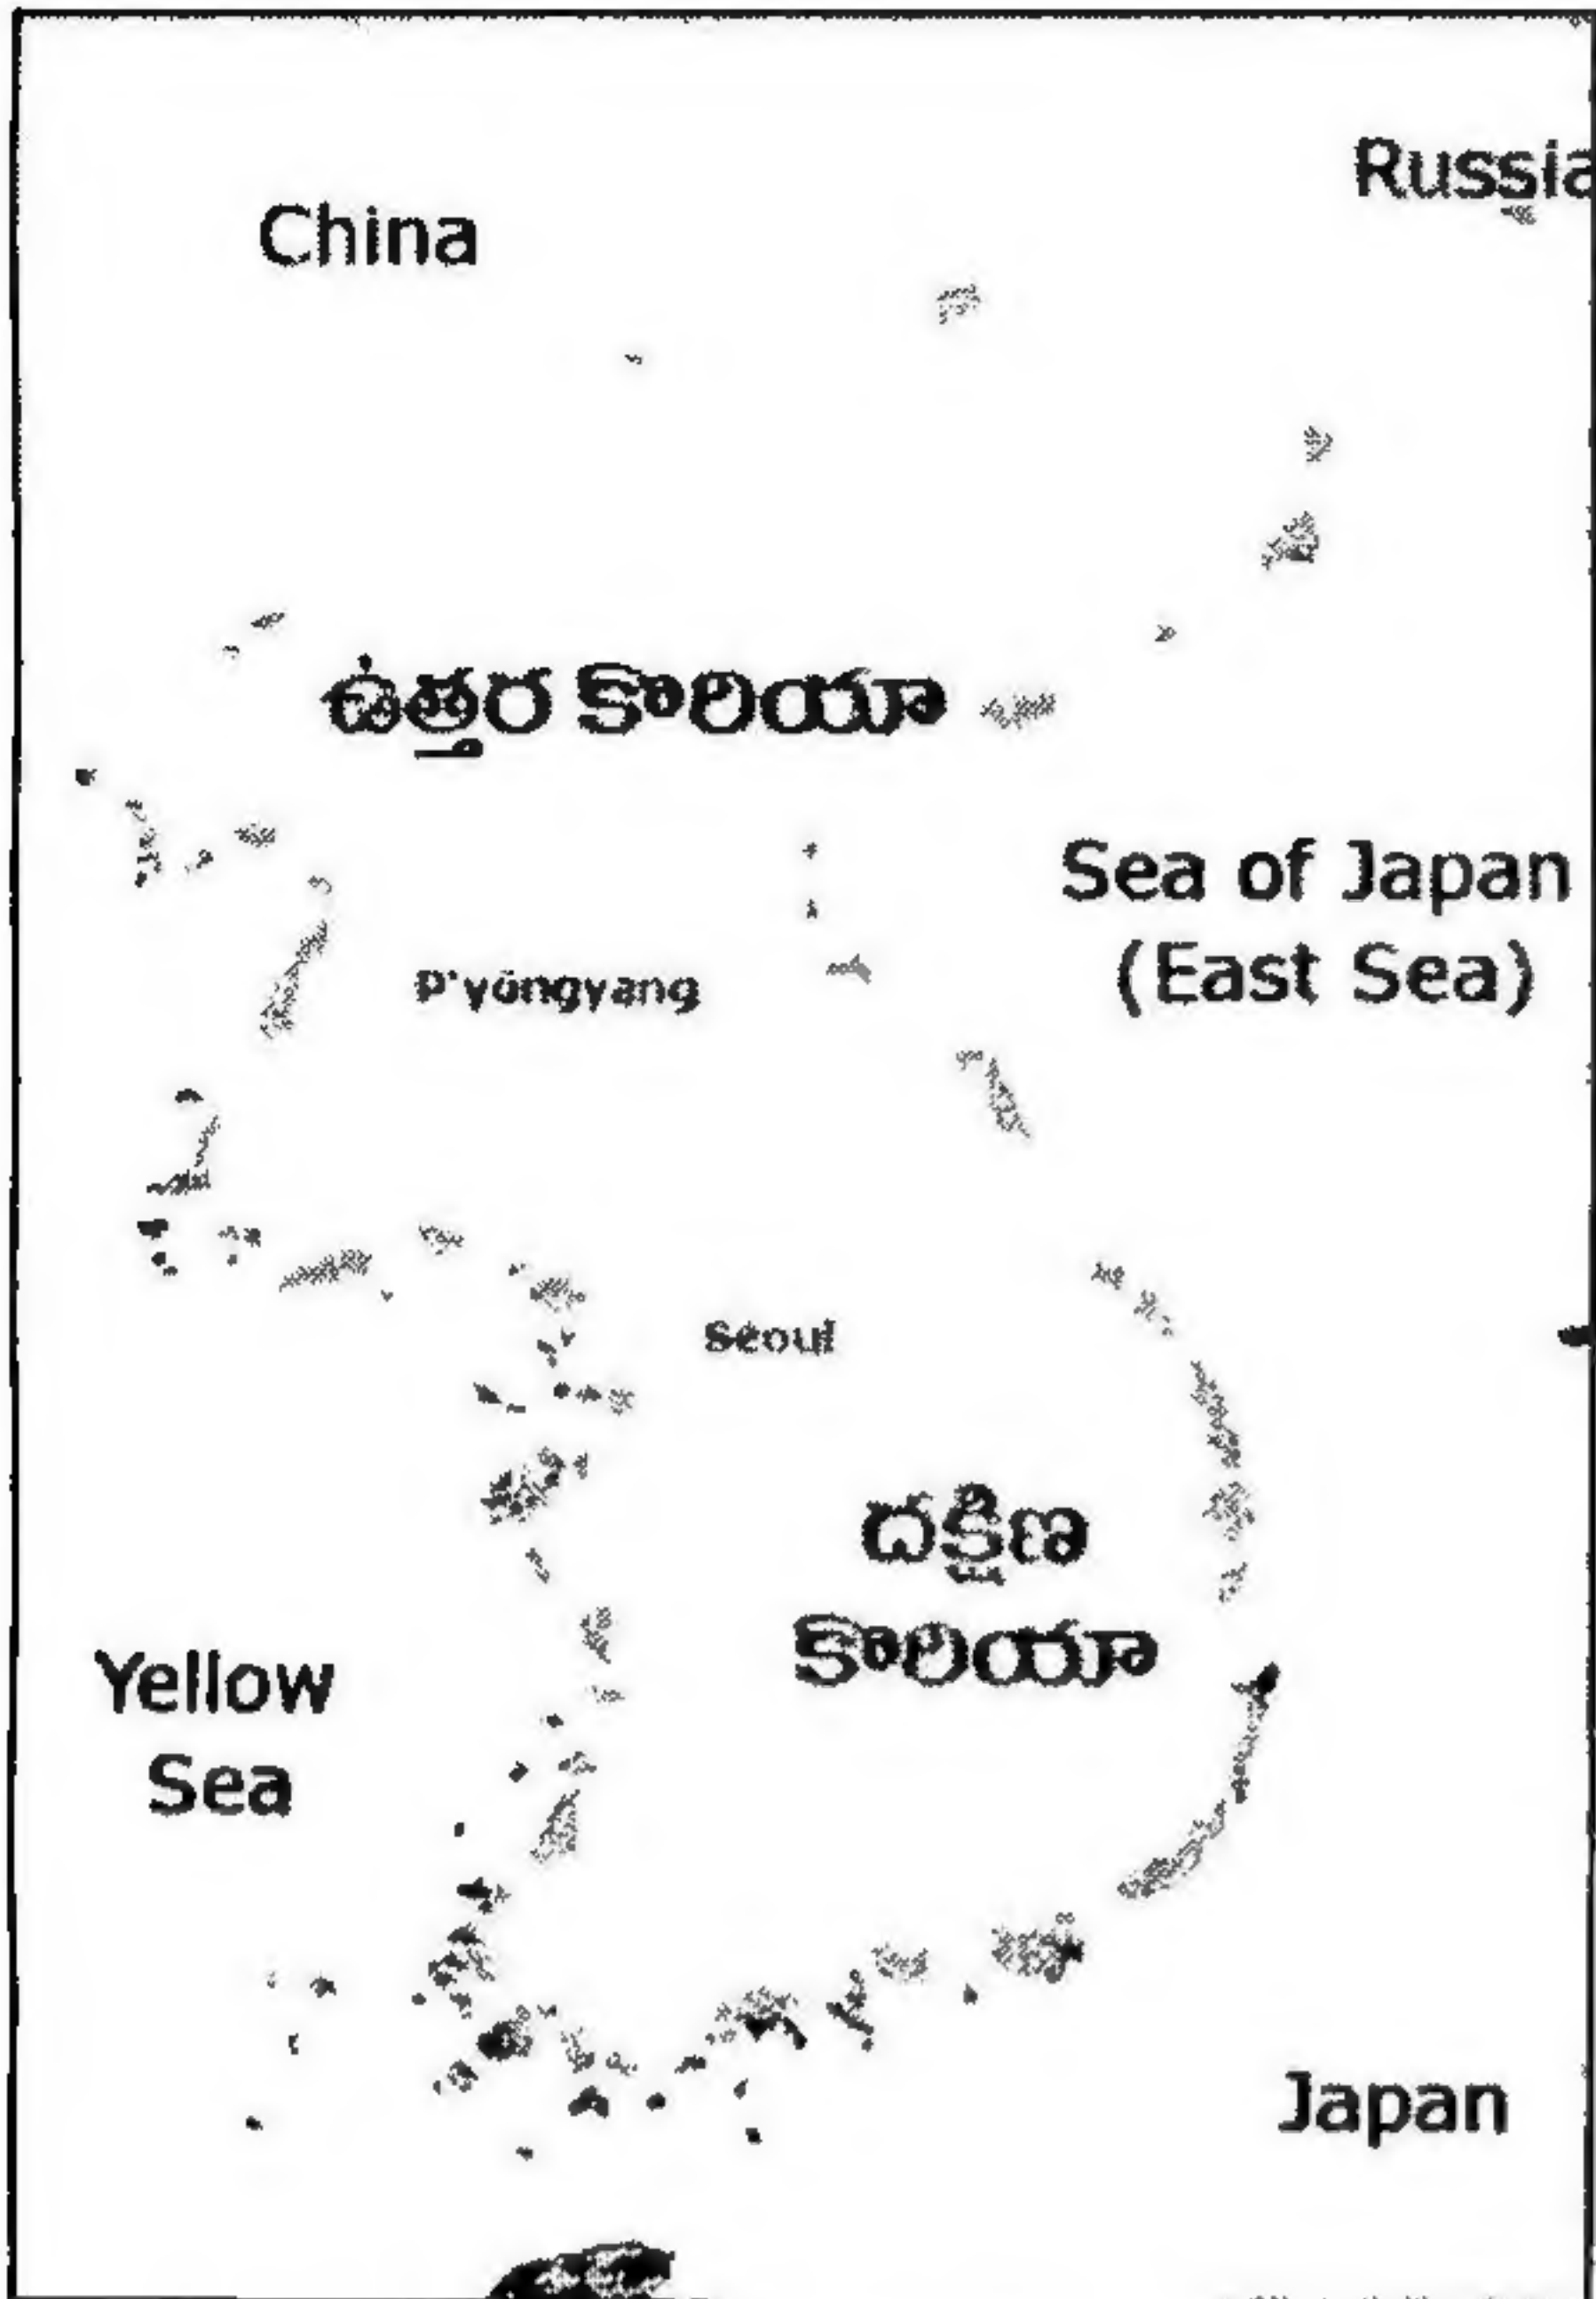 Russia
China
ఉత్తర కొరియా
Sea of Japan
(East Sea)
P'yŏngyang
Seoul
దక్షిణ
కొరియా
Yellow
Sea
Japan